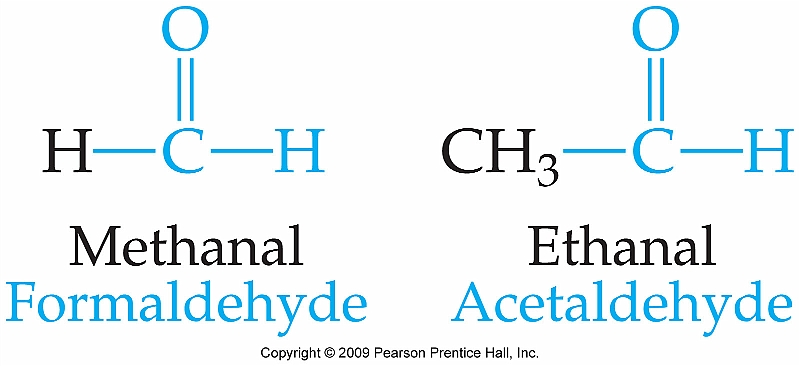 O O
H C H CH3 C H
Methanal Ethanal
Formaldehyde Acetaldehyde
Copyright © 2009 Pearson Prentice Hall, Inc.